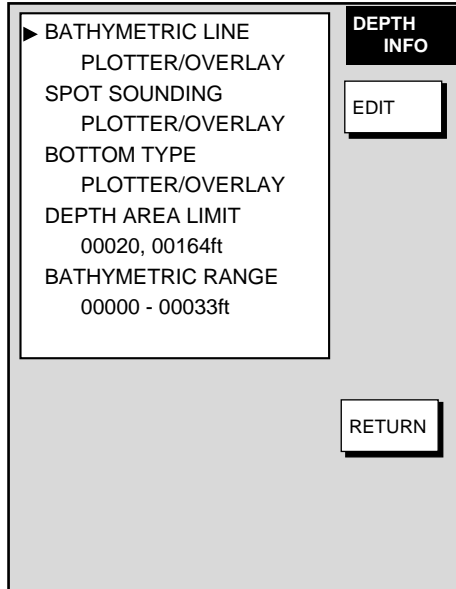 ▶ BATHYMETRIC LINE
PLOTTER/OVERLAY
SPOT SOUNDING
PLOTTER/OVERLAY
BOTTOM TYPE
PLOTTER/OVERLAY
DEPTH AREA LIMIT
00020, 00164ft
BATHYMETRIC RANGE
00000 - 00033ft
DEPTH
INFO
EDIT
RETURN